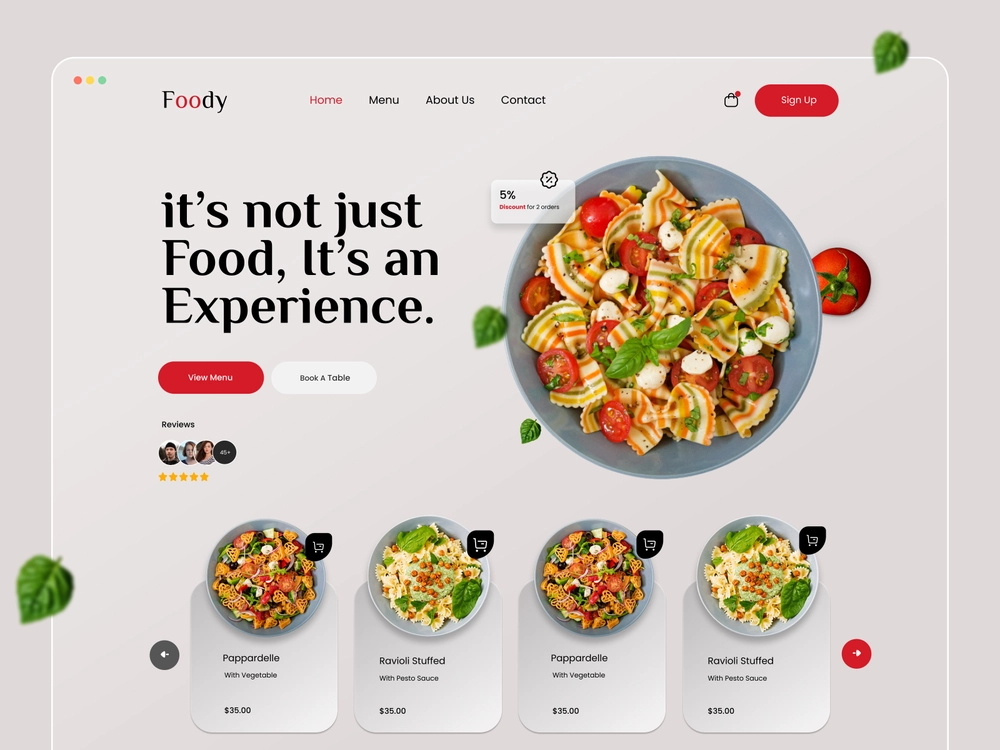 Foody
Home Menu About Us Contact
Sign Up
5%
Discount for 2 orders
it’s not just
Food, It’s an
Experience.
View Menu
Book A Table
Reviews
45+
Pappardelle
With Vegetable
$35.00
Ravioli Stuffed
With Pesto Sauce
$35.00
Pappardelle
With Vegetable
$35.00
Ravioli Stuffed
With Pesto Sauce
$35.00